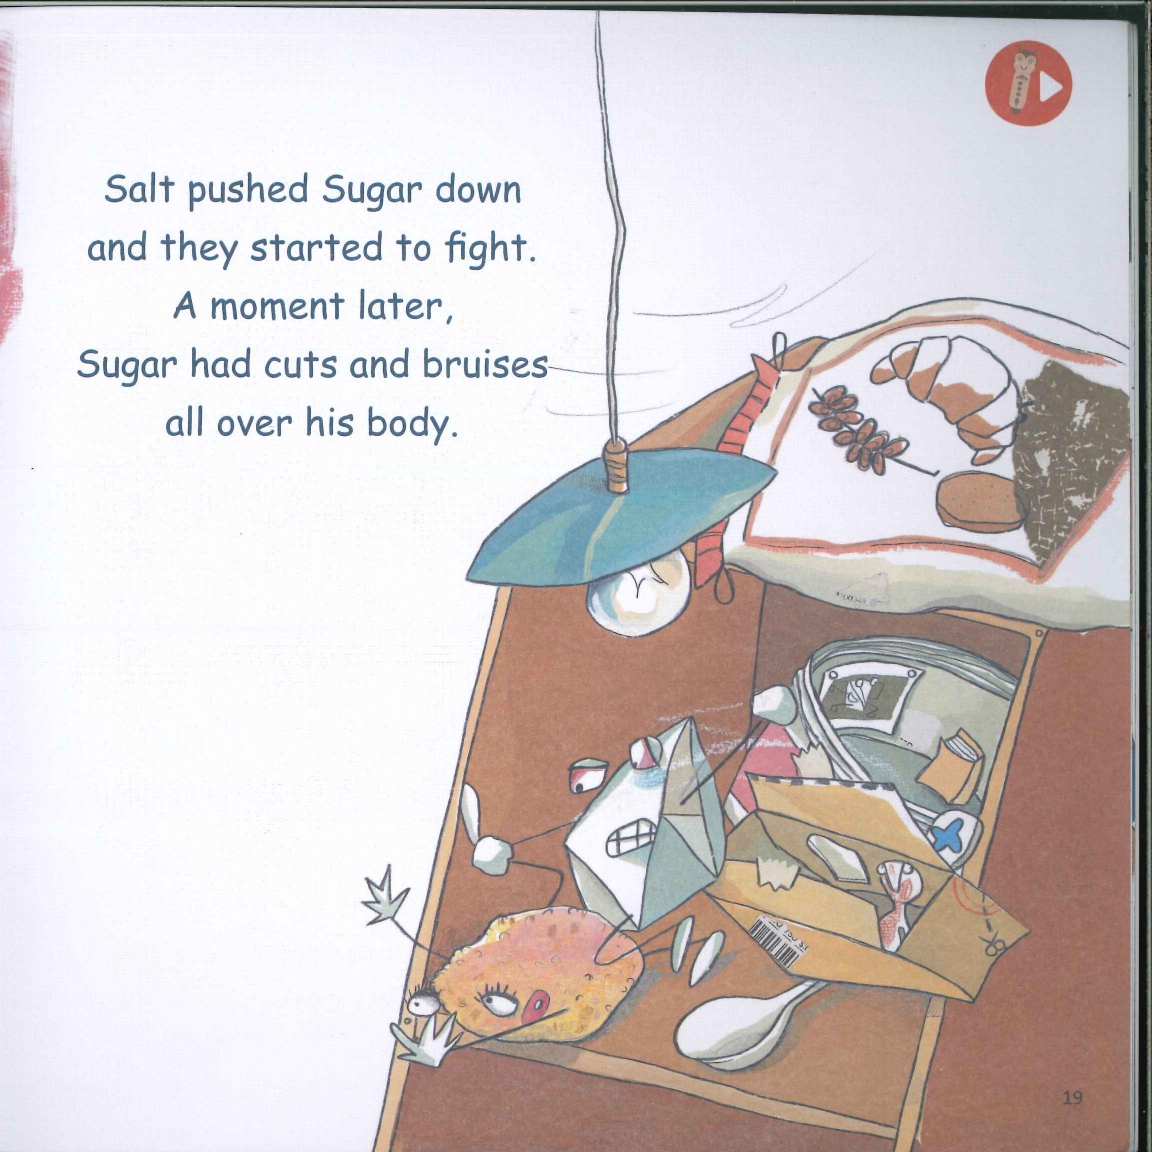 Salt pushed Sugar down
and they started to fight.
A moment later,
Sugar had cuts and bruises
all over his body.
19